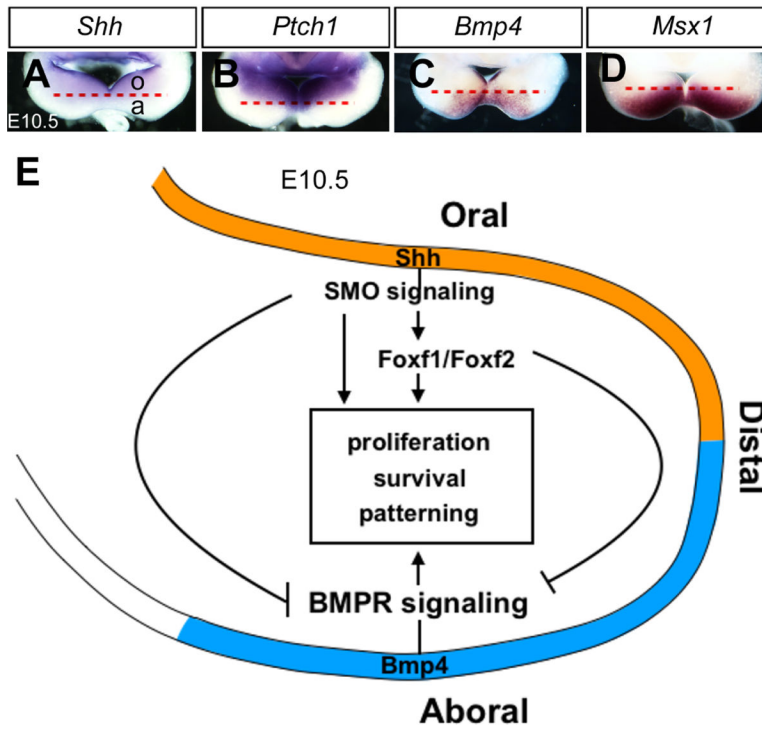 Shh Ptch1 Bmp4 Msx1
A B C D
o
a
E10.5
E
E10.5
Oral
Shh
SMO signaling
Foxf1/Foxf2
proliferation
survival
patterning
Distal
BMPR signaling
Bmp4
Aboral